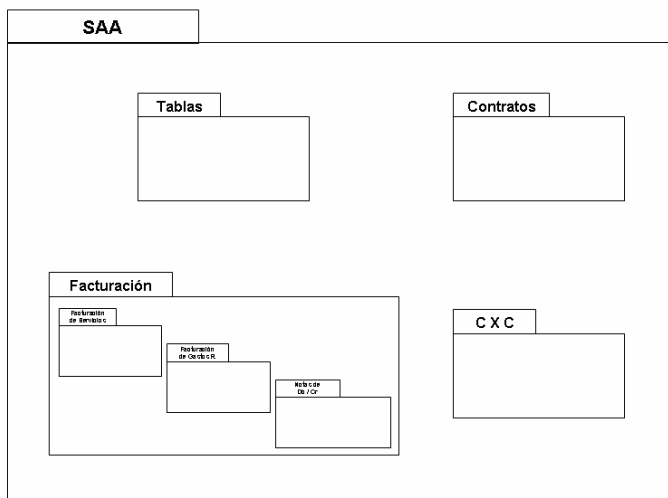 SAA
Tablas
Contratos
Facturación
Facturación
de Servicios
Facturación
de Gastos R.
Notas de
Db / Cr
C X C